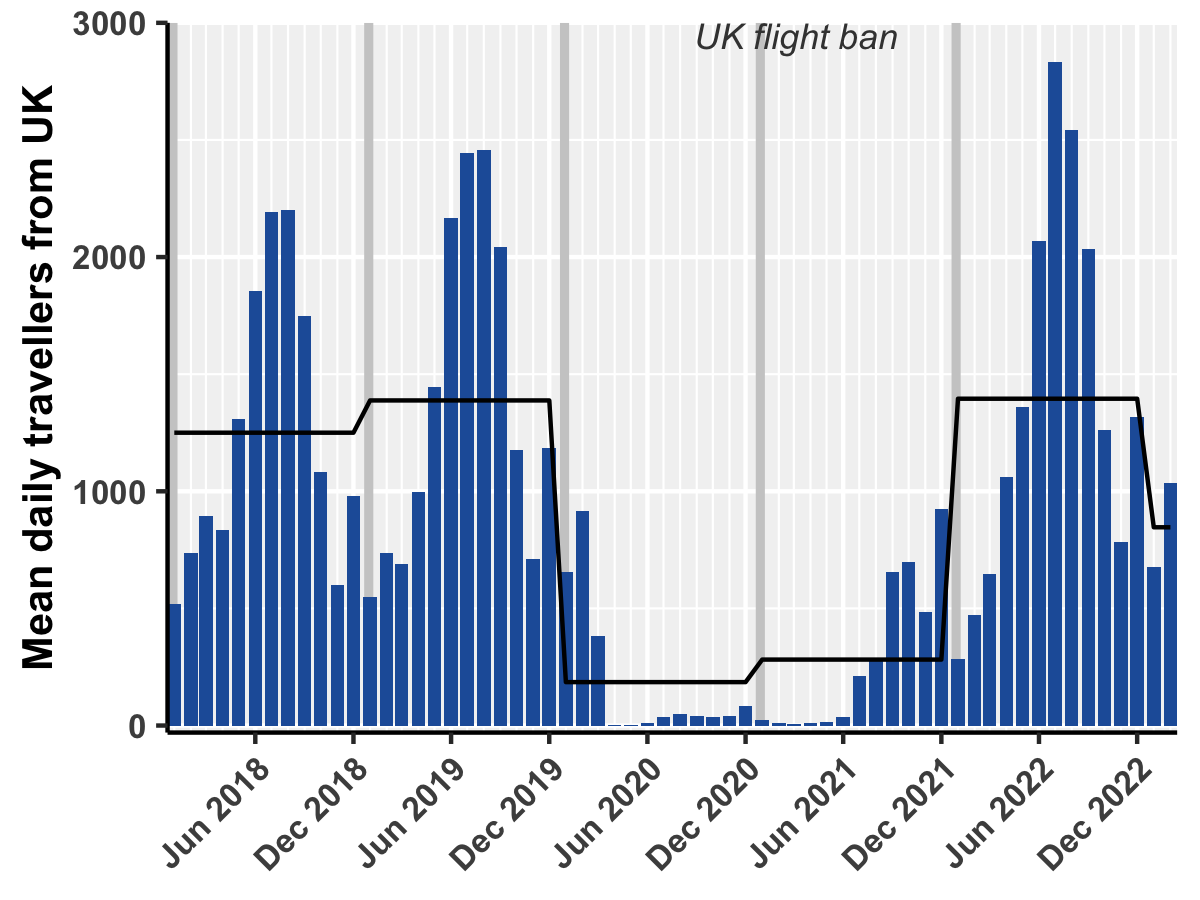 UK flight ban
Mean daily travellers from UK
3000
2000
1000
0
Jun 2018
Dec 2018
Jun 2019
Dec 2019
Jun 2020
Dec 2020
Jun 2021
Dec 2021
Jun 2022
Dec 2022